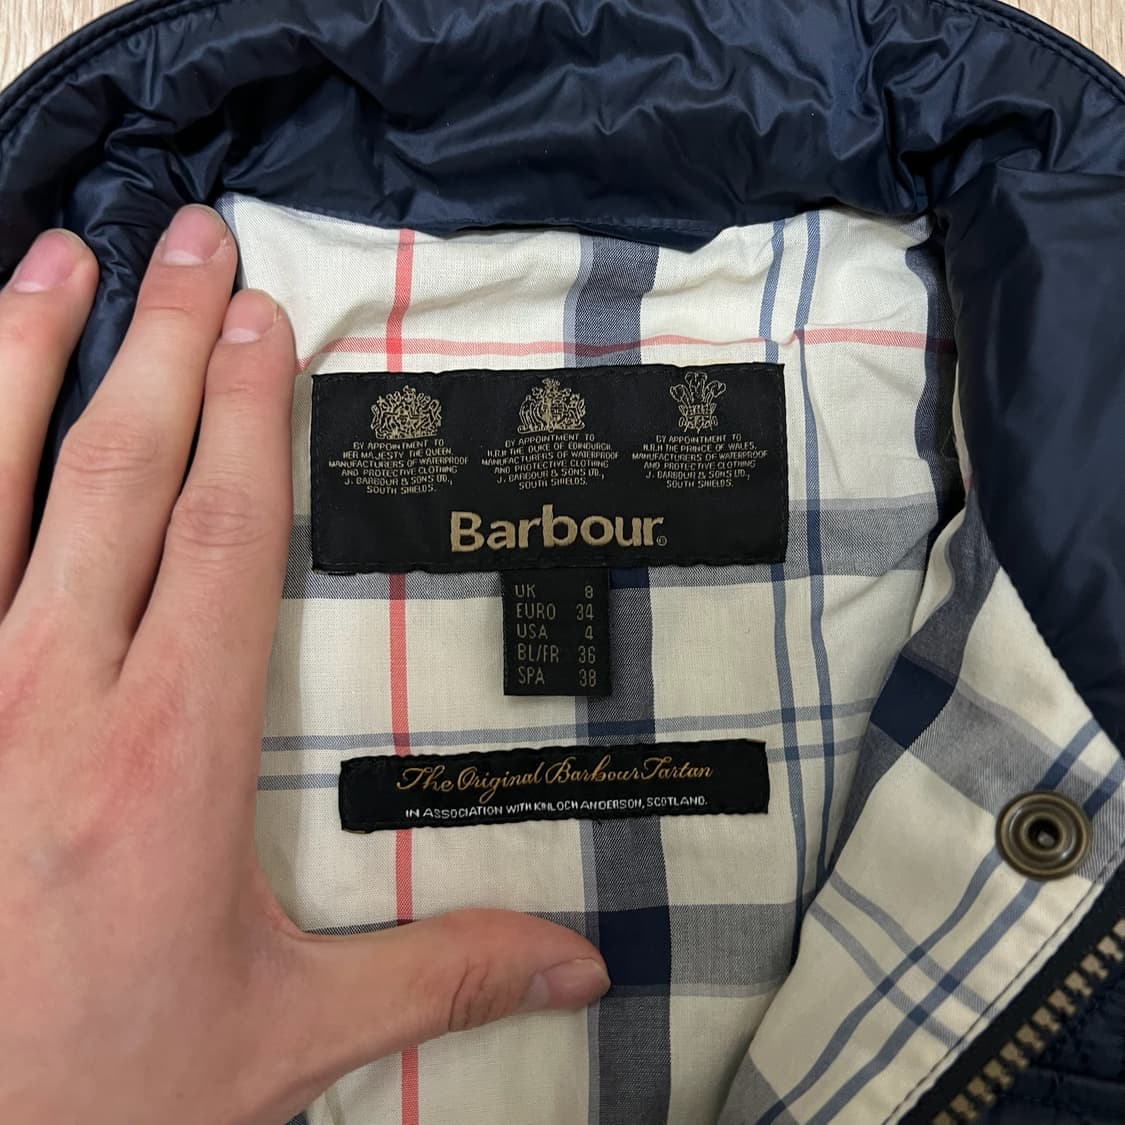 BY APPOINTMENT TO
HER MAJESTY THE QUEEN,
MANUFACTURERS OF WATERPROOF
AND PROTECTIVE CLOTHING
J. BARBOUR & SONS LTD.,
SOUTH SHIELDS.
BY APPOINTMENT TO
H.R.H THE DUKE OF EDINBURGH,
MANUFACTURERS OF WATERPROOF
AND PROTECTIVE CLOTHING
J. BARBOUR & SONS LTD.,
SOUTH SHIELDS.
BY APPOINTMENT TO
H.R.H THE PRINCE OF WALES,
MANUFACTURERS OF WATERPROOF
AND PROTECTIVE CLOTHING
J. BARBOUR & SONS LTD.,
SOUTH SHIELDS.
Barbour®
UK 8
EURO 34
USA 4
BL/FR 36
SPA 38
The Original Barbour Tartan
IN ASSOCIATION WITH KINLOCH ANDERSON, SCOTLAND.